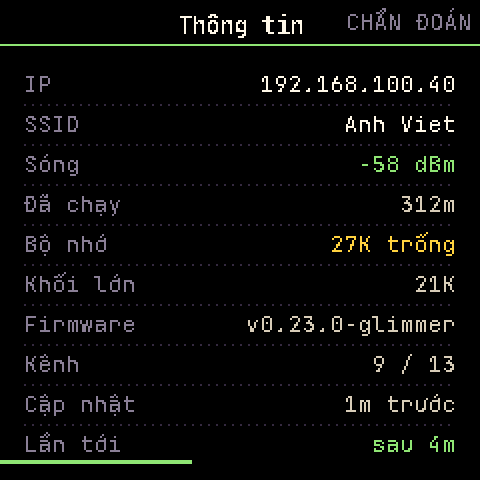 Thông tin CHẨN ĐOÁN
IP 192.168.100.40
SSID Anh Viet
Sóng -58 dBm
Đã chạy 312m
Bộ nhớ 27K trống
Khối lớn 21K
Firmware v0.23.0-glimmer
Kênh 9 / 13
Cập nhật 1m trước
Lần tới sau 4m